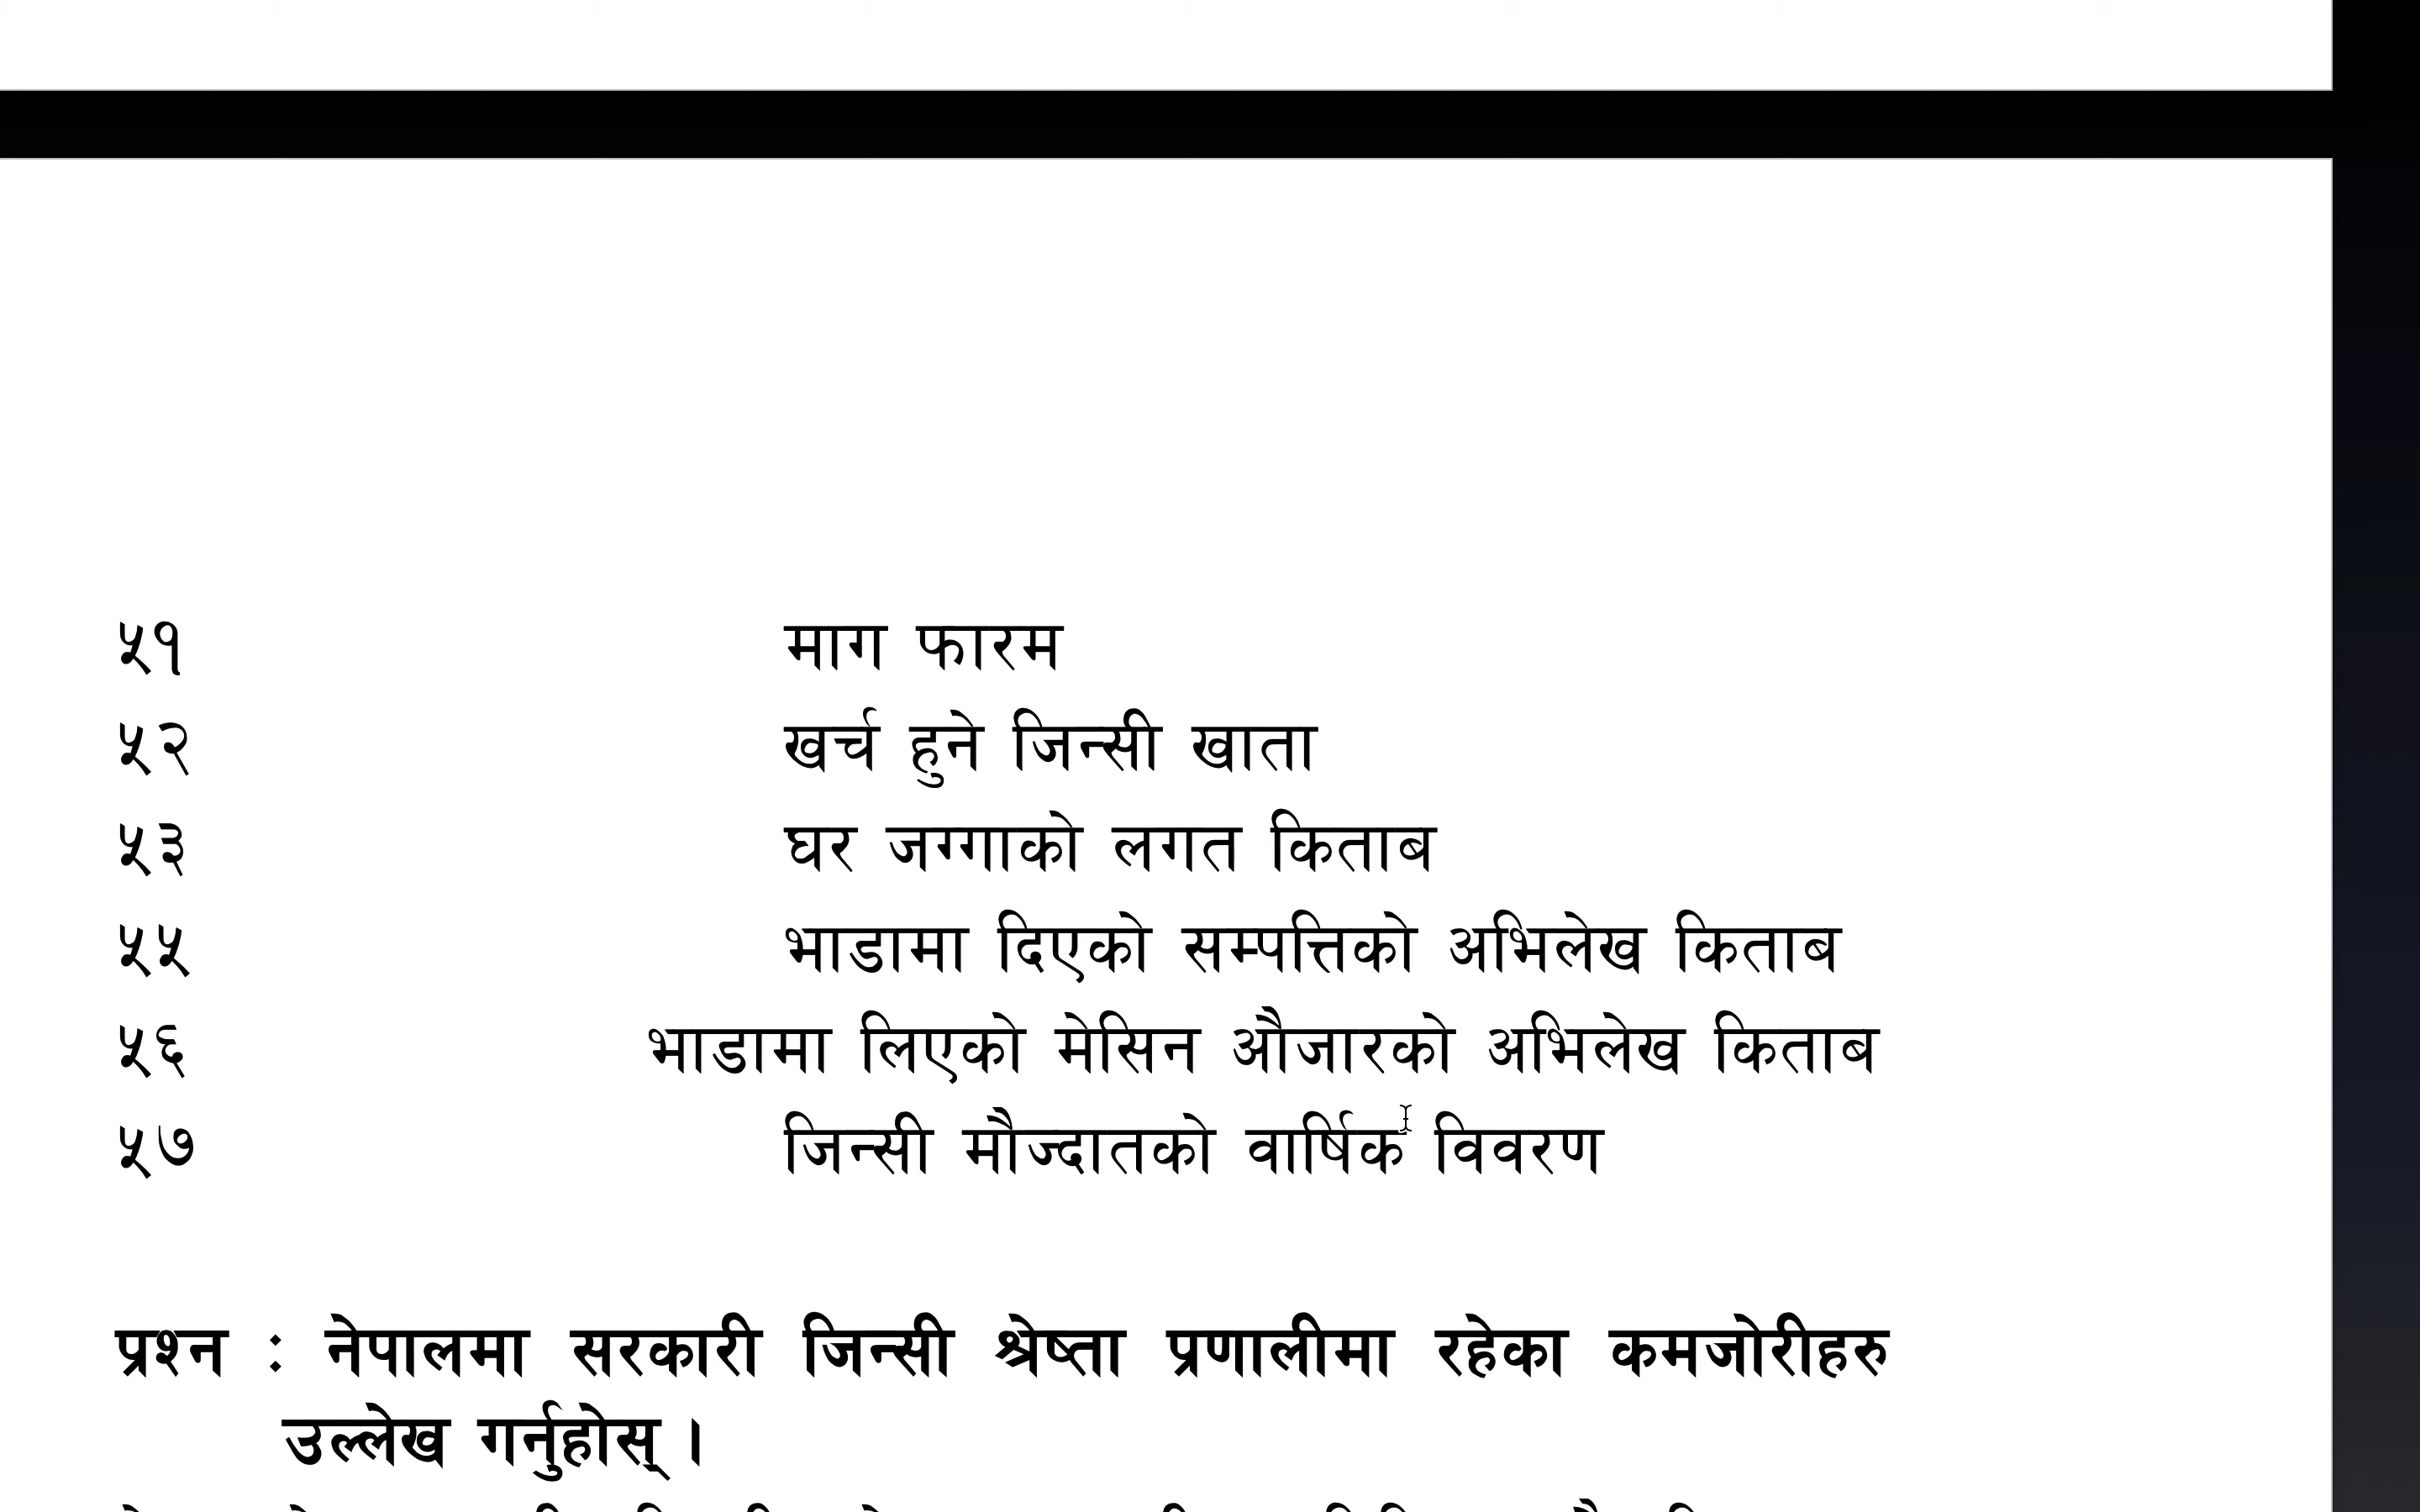 ५१ माग फारम
५२ खर्च हुने जिन्सी खाता
५३ घर जग्गाको लगात किताब
५५ भाडामा दिएको सम्पत्तिको अभिलेख किताब
५६ भाडामा लिएको मेसिन औजारको अभिलेख किताब
५७ जिन्सी मौज्दातको वार्षिक विवरण
प्रश्न : नेपालमा सरकारी जिन्सी श्रेस्ता प्रणालीमा रहेका कमजोरीहरु
उल्लेख गर्नुहोस् ।